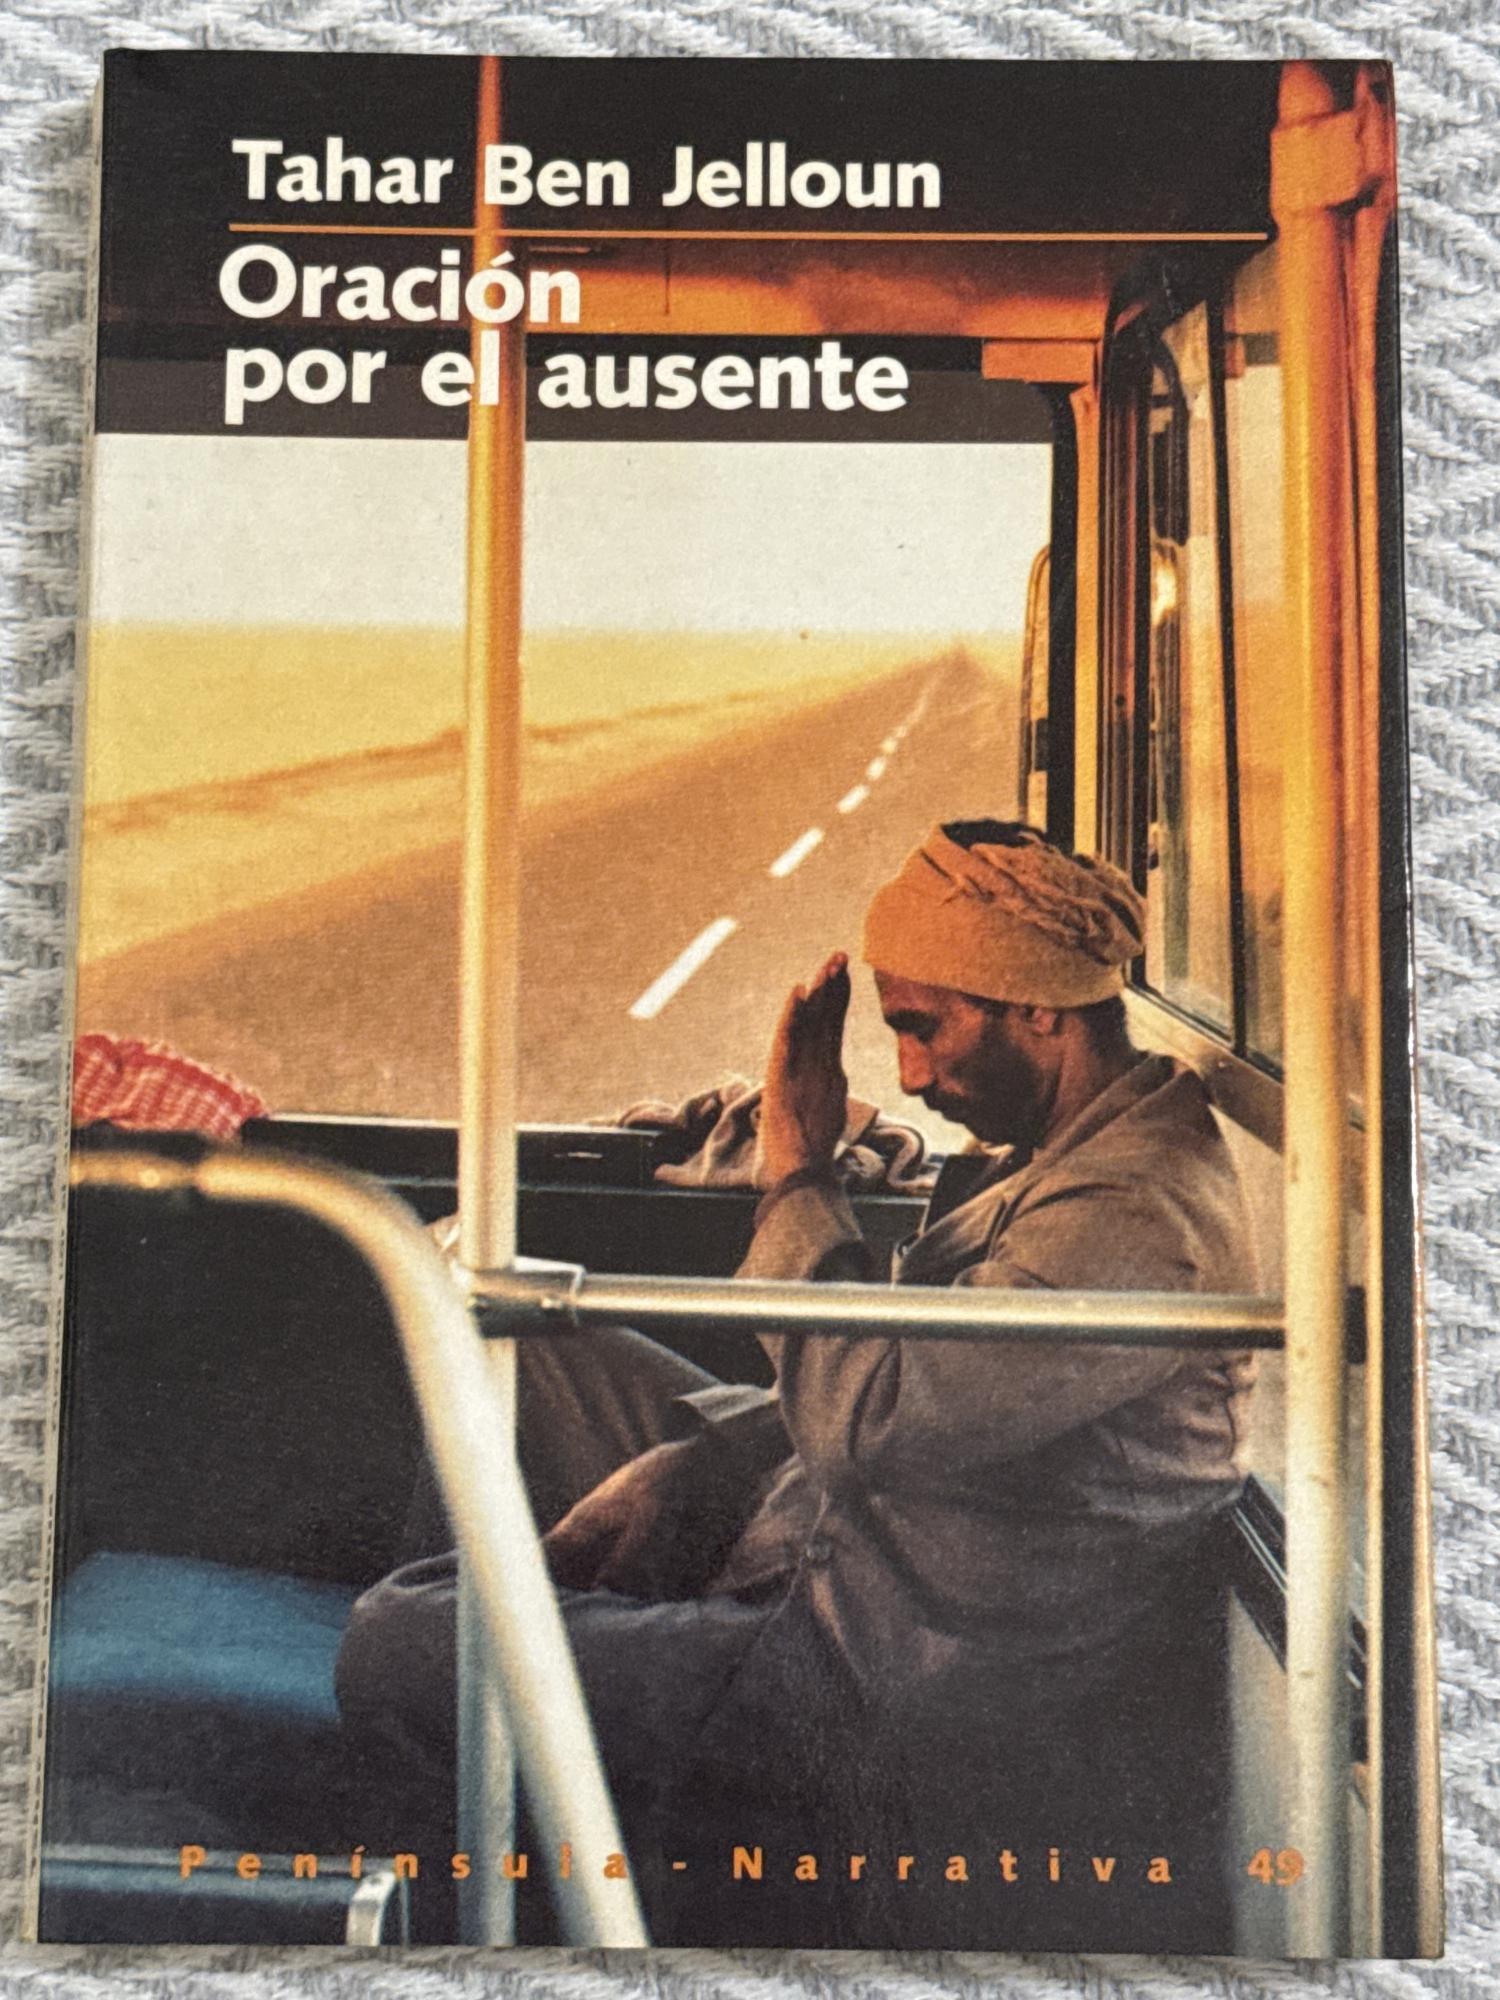 Tahar Ben Jelloun
Oración
por el ausente
Península - Narrativa 49